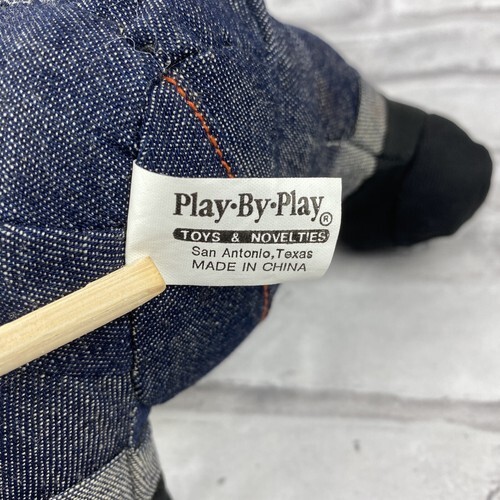 Play·By·Play®
TOYS & NOVELTIES
San Antonio, Texas
MADE IN CHINA